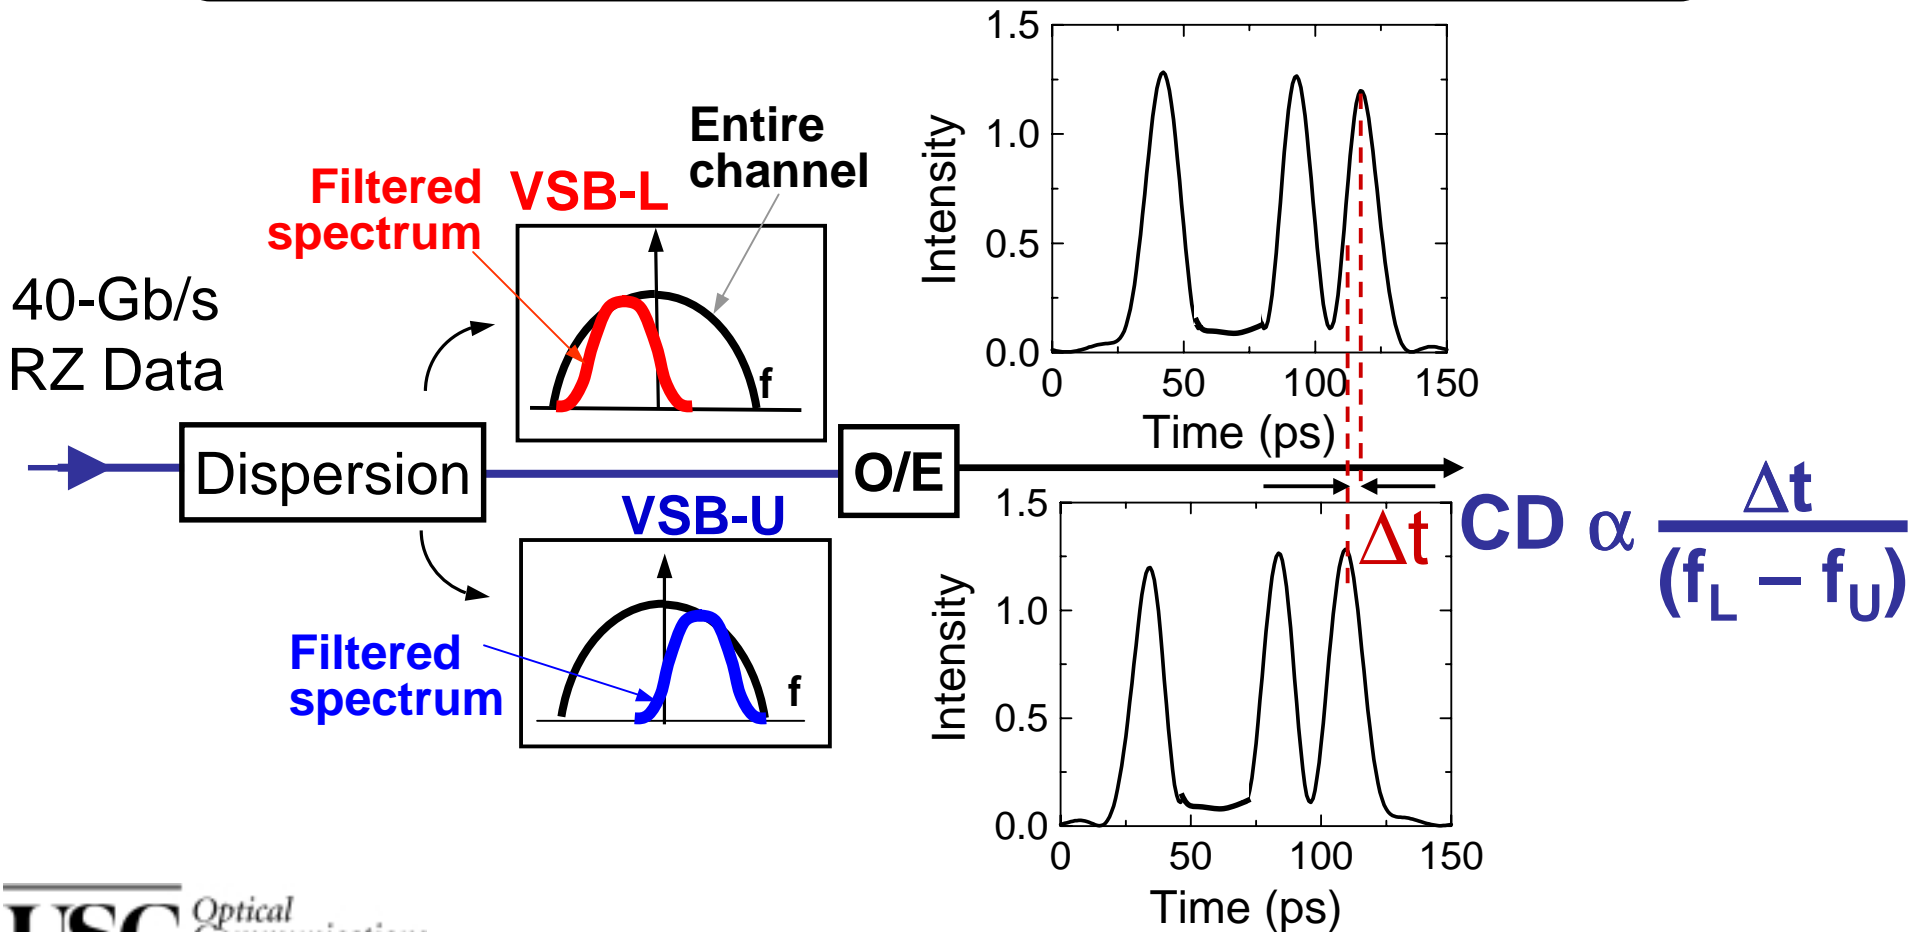 40-Gb/s
RZ Data
Dispersion
Filtered
spectrum
VSB-L
Entire
channel
f
VSB-U
Filtered
spectrum
f
O/E
1.5
1.0
0.5
0.0
Intensity
0 50 100 150
Time (ps)
1.5
1.0
0.5
0.0
Intensity
0 50 100 150
Time (ps)
Δt
CD α Δt
(fL – fU)
USC Optical